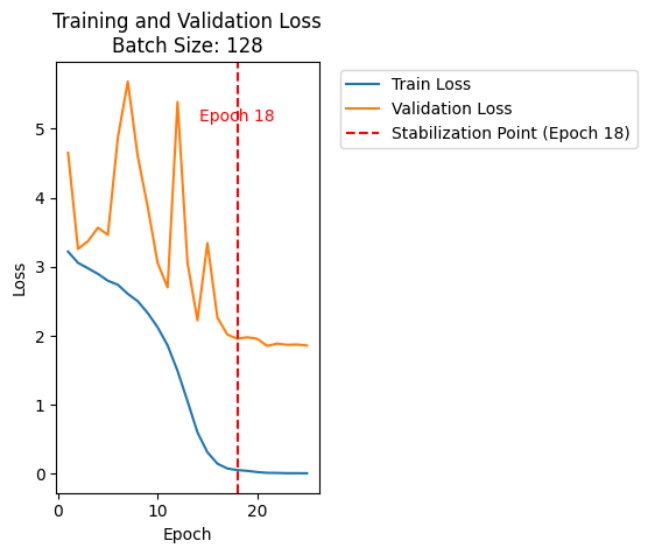 Training and Validation Loss
Batch Size: 128
Train Loss
Validation Loss
Stabilization Point (Epoch 18)
Epoch 18
Loss
5
4
3
2
1
0
0 10 20
Epoch